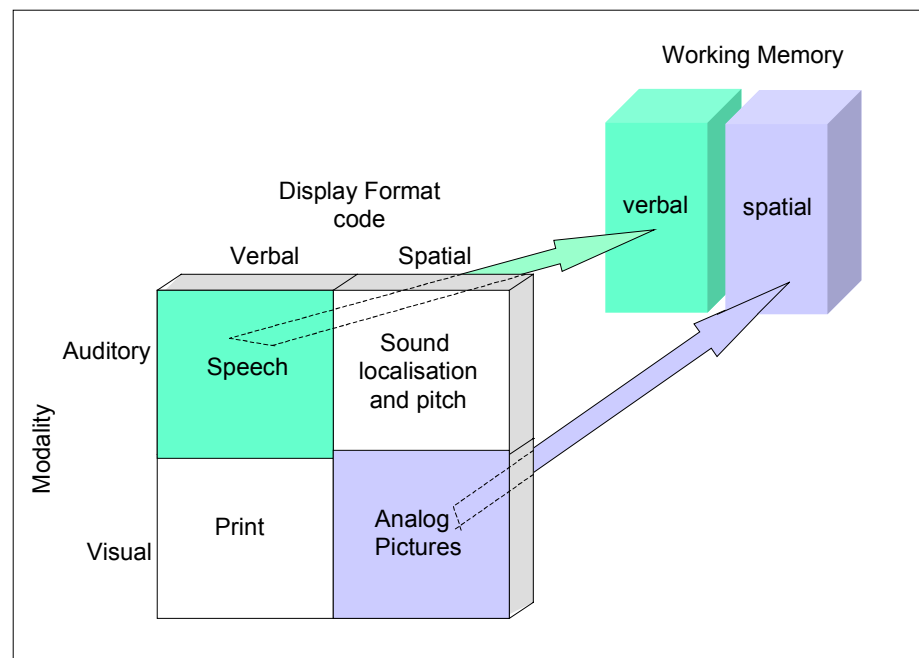 Working Memory
verbal
spatial
Display Format
code
Verbal
Spatial
Modality
Auditory
Speech
Sound
localisation
and pitch
Visual
Print
Analog
Pictures